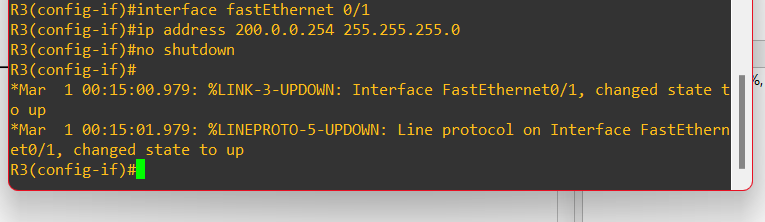 R3(config-if)#interface fastEthernet 0/1
R3(config-if)#ip address 200.0.0.254 255.255.255.0
R3(config-if)#no shutdown
R3(config-if)#
*Mar  1 00:15:00.979: %LINK-3-UPDOWN: Interface FastEthernet0/1, changed state t
o up
*Mar  1 00:15:01.979: %LINEPROTO-5-UPDOWN: Line protocol on Interface FastEthern
et0/1, changed state to up
R3(config-if)#
%,